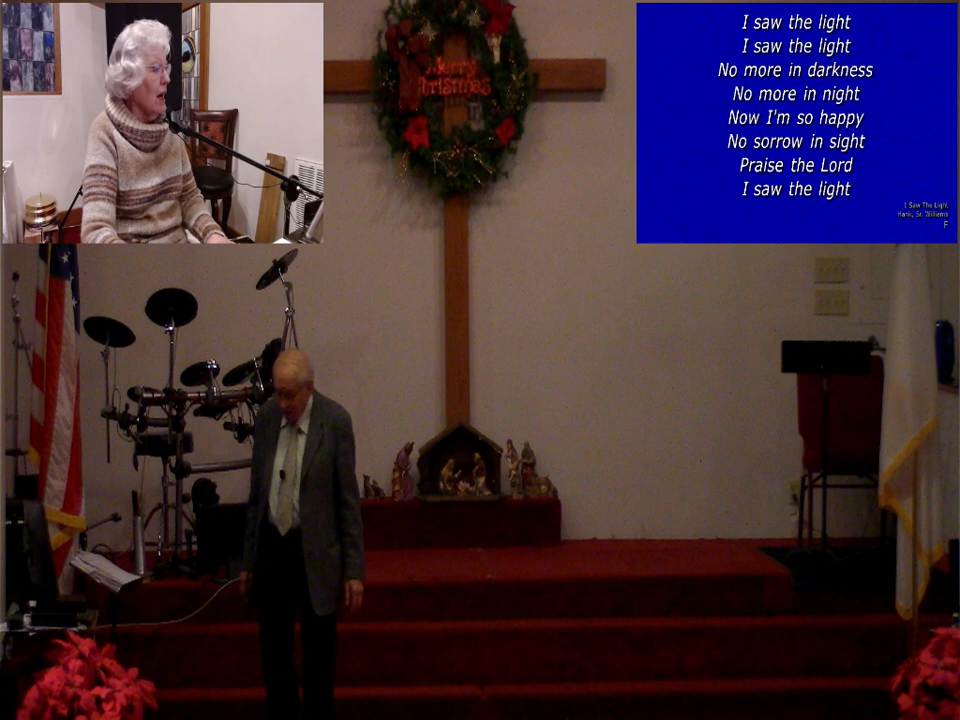 Merry
Christmas
I saw the light
I saw the light
No more in darkness
No more in night
Now I'm so happy
No sorrow in sight
Praise the Lord
I saw the light
I Saw The Light
Hank, Sr. Williams
F